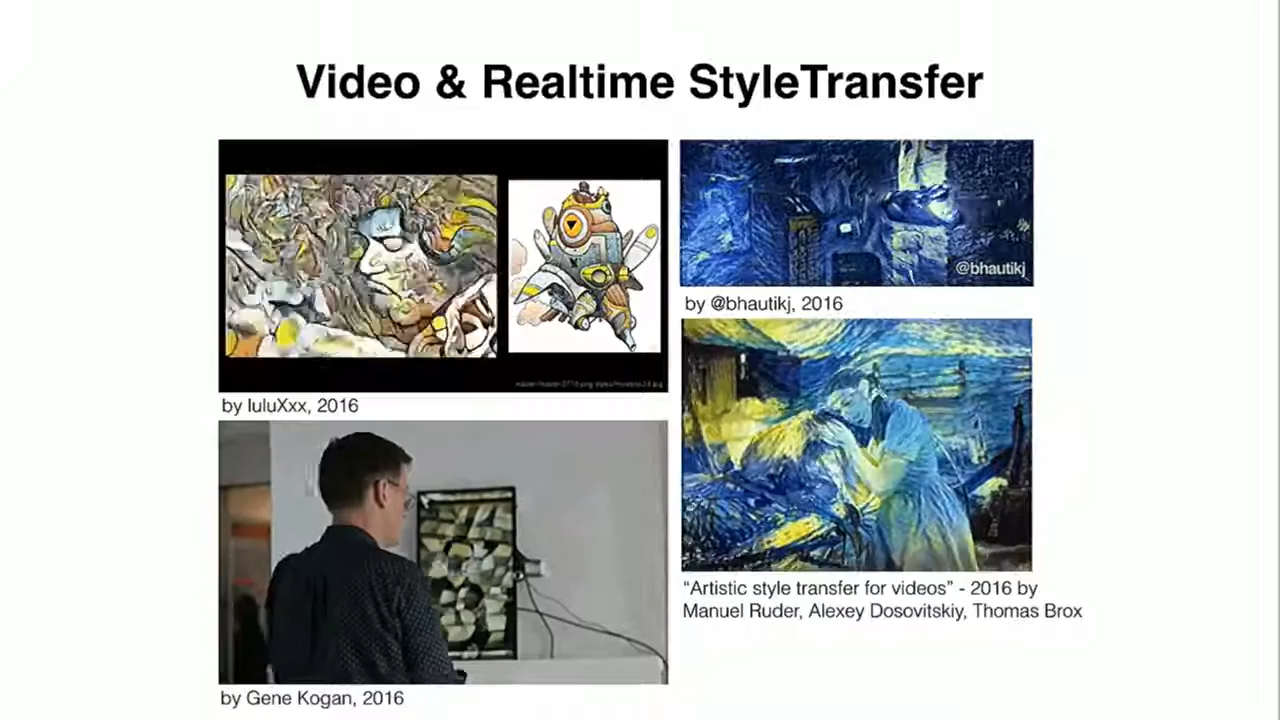 Video & Realtime StyleTransfer
by luluXxx, 2016
@bhautikj
by @bhautikj, 2016
“Artistic style transfer for videos” - 2016 by
Manuel Ruder, Alexey Dosovitskiy, Thomas Brox
by Gene Kogan, 2016